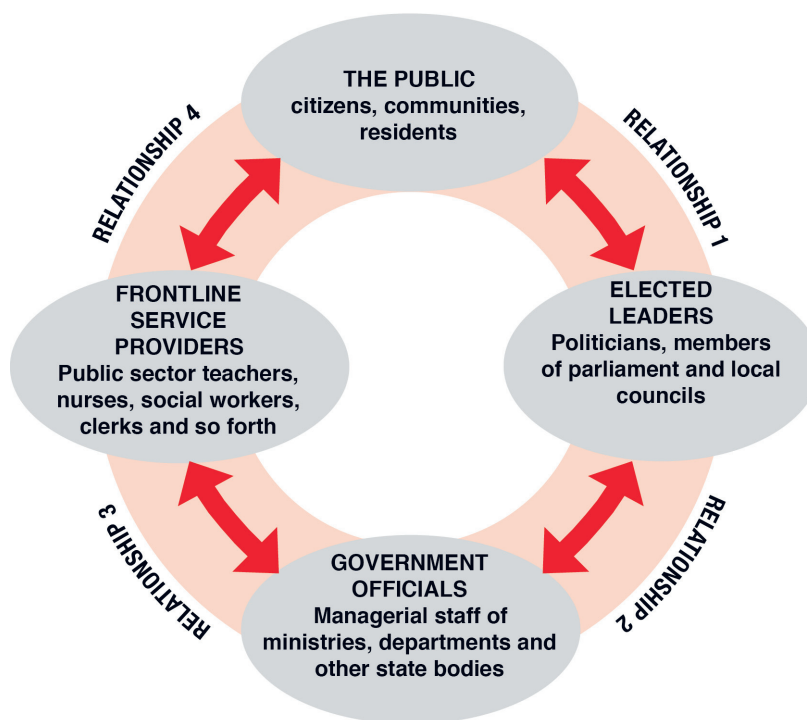 THE PUBLIC
citizens, communities,
residents
RELATIONSHIP 4
RELATIONSHIP 1
FRONTLINE
SERVICE
PROVIDERS
Public sector teachers,
nurses, social workers,
clerks and so forth
ELECTED
LEADERS
Politicians, members
of parliament and local
councils
RELATIONSHIP 3
RELATIONSHIP 2
GOVERNMENT
OFFICIALS
Managerial staff of
ministries, departments and
other state bodies